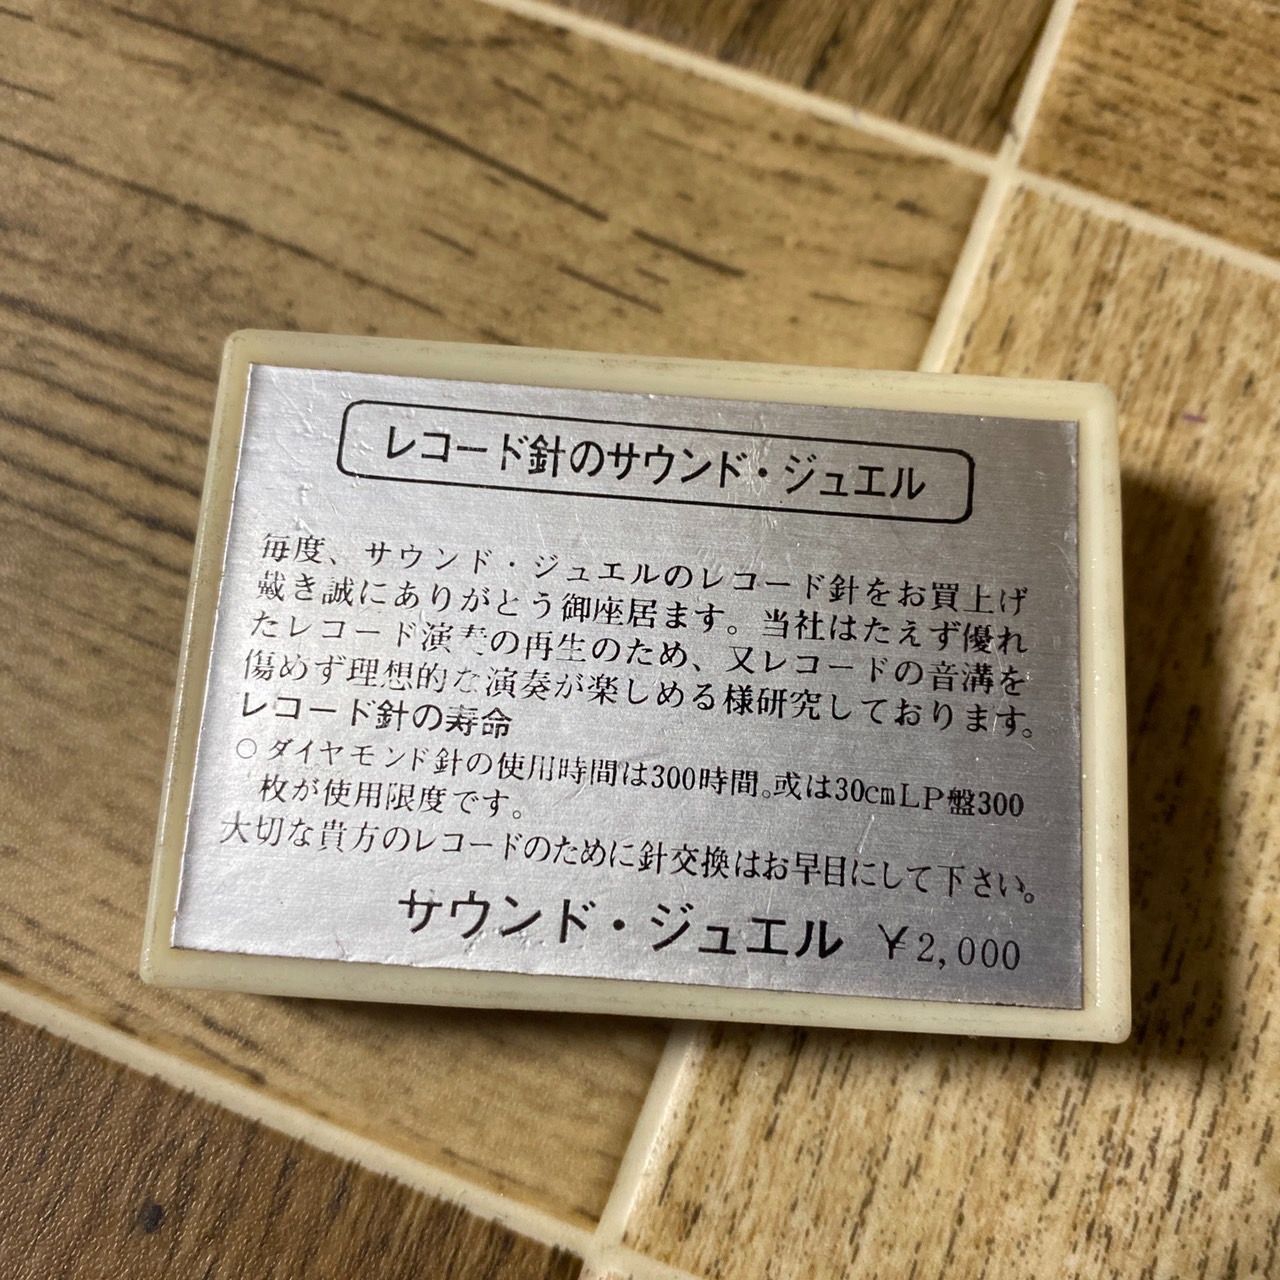 レコード針のサウンド・ジュエル
毎度、サウンド・ジュエルのレコード針をお買上げ
戴き誠にありがとう御座居ます。当社はたえず優れ
たレコード演奏の再生のため、又レコードの音溝を
傷めず理想的な演奏が楽しめる様研究しております。
レコード針の寿命
○ダイヤモンド針の使用時間は300時間。或は30cmLP盤300
枚が使用限度です。
大切な貴方のレコードのために針交換はお早目にして下さい。
サウンド・ジュエル ￥2,000